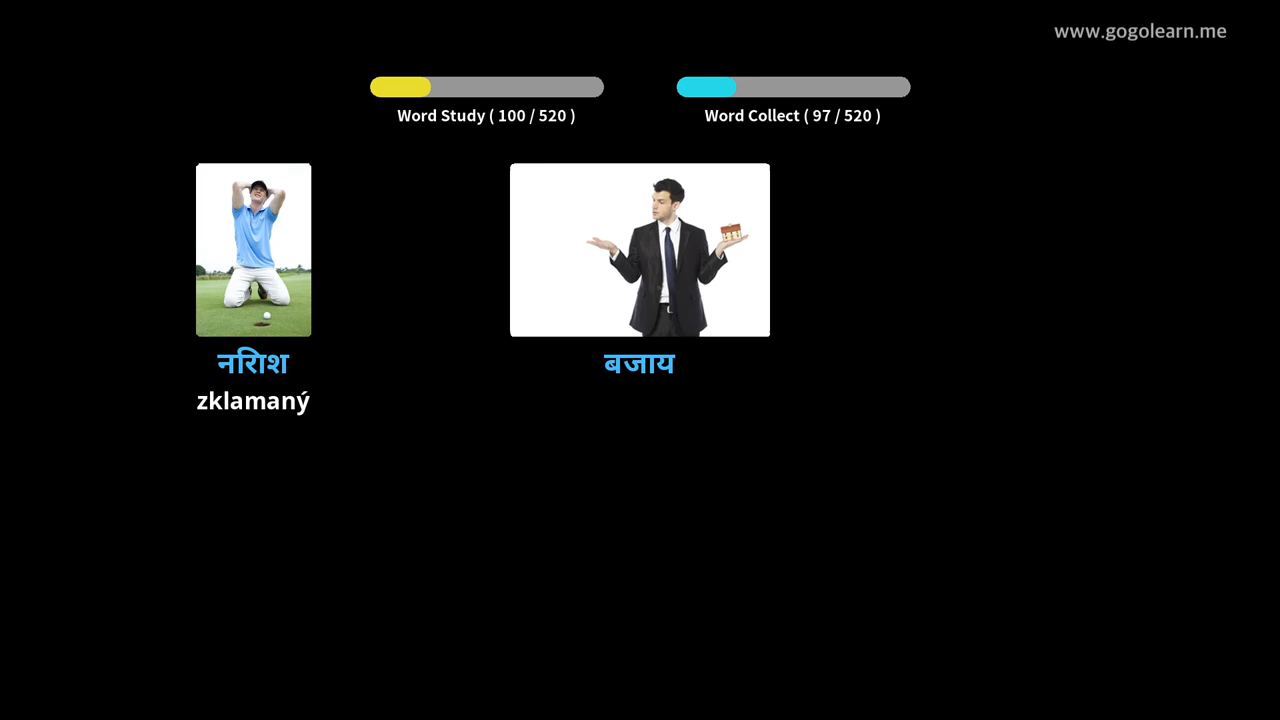 www.gogolearn.me
Word Study ( 100 / 520 )
Word Collect ( 97 / 520 )
नरिाश
बजाय
zklamaný